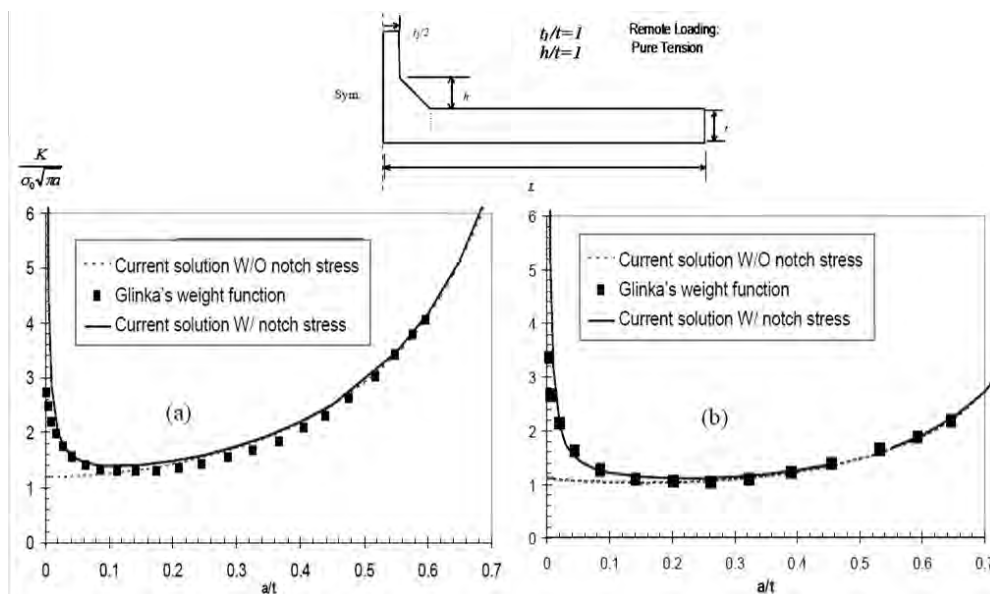 t₁/2
t₁/t=1
h/t=1
Remote Loading:
Pure Tension
Sym.
h
t
L
K
σ₀√πa
6
5
4
3
2
1
0
Current solution W/O notch stress
Glinka's weight function
Current solution W/ notch stress
(a)
0 0.1 0.2 0.3 0.4 0.5 0.6 0.7
a/t
6
5
4
3
2
1
0
Current solution W/O notch stress
Glinka's weight function
Current solution W/ notch stress
(b)
0 0.1 0.2 0.3 0.4 0.5 0.6 0.7
a/t